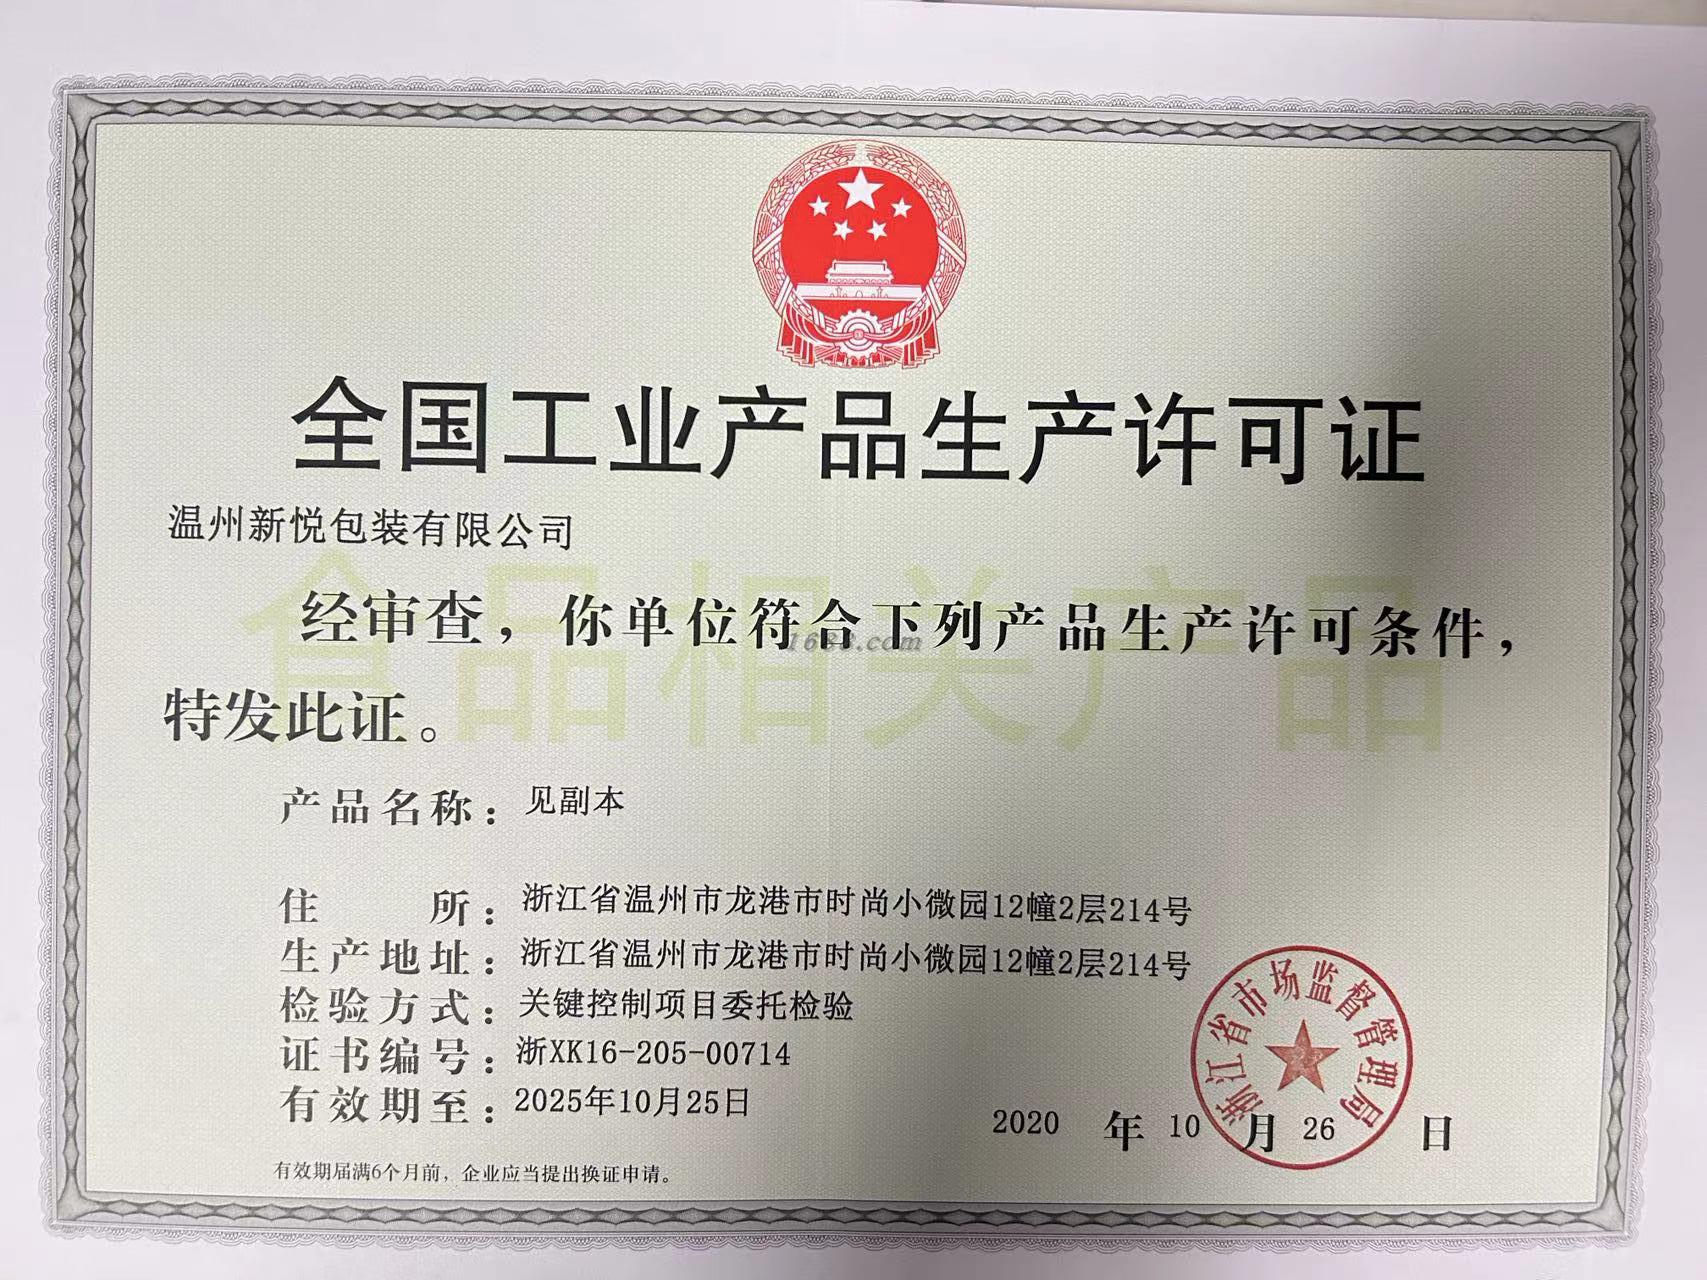 全国工业产品生产许可证
温州新悦包装有限公司
食品相关产品
经审查，你单位符合下列产品生产许可条件，
1688.com
特发此证。
产品名称：见副本
住所：浙江省温州市龙港市时尚小微园12幢2层214号
生产地址：浙江省温州市龙港市时尚小微园12幢2层214号
检验方式：关键控制项目委托检验
证书编号：浙XK16-205-00714
有效期至：2025年10月25日
浙江省市场监督管理局
2020 年 10 月 26 日
有效期届满6个月前，企业应当提出换证申请。